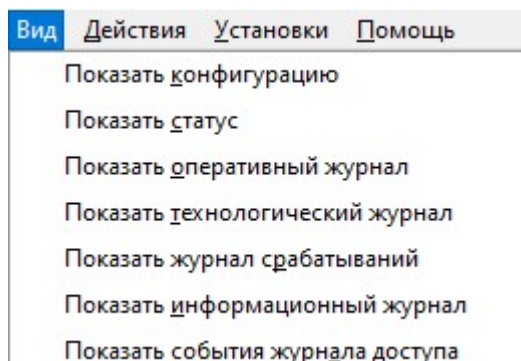 Вид Действия Установки Помощь
Показать конфигурацию
Показать статус
Показать оперативный журнал
Показать технологический журнал
Показать журнал срабатываний
Показать информационный журнал
Показать события журнала доступа